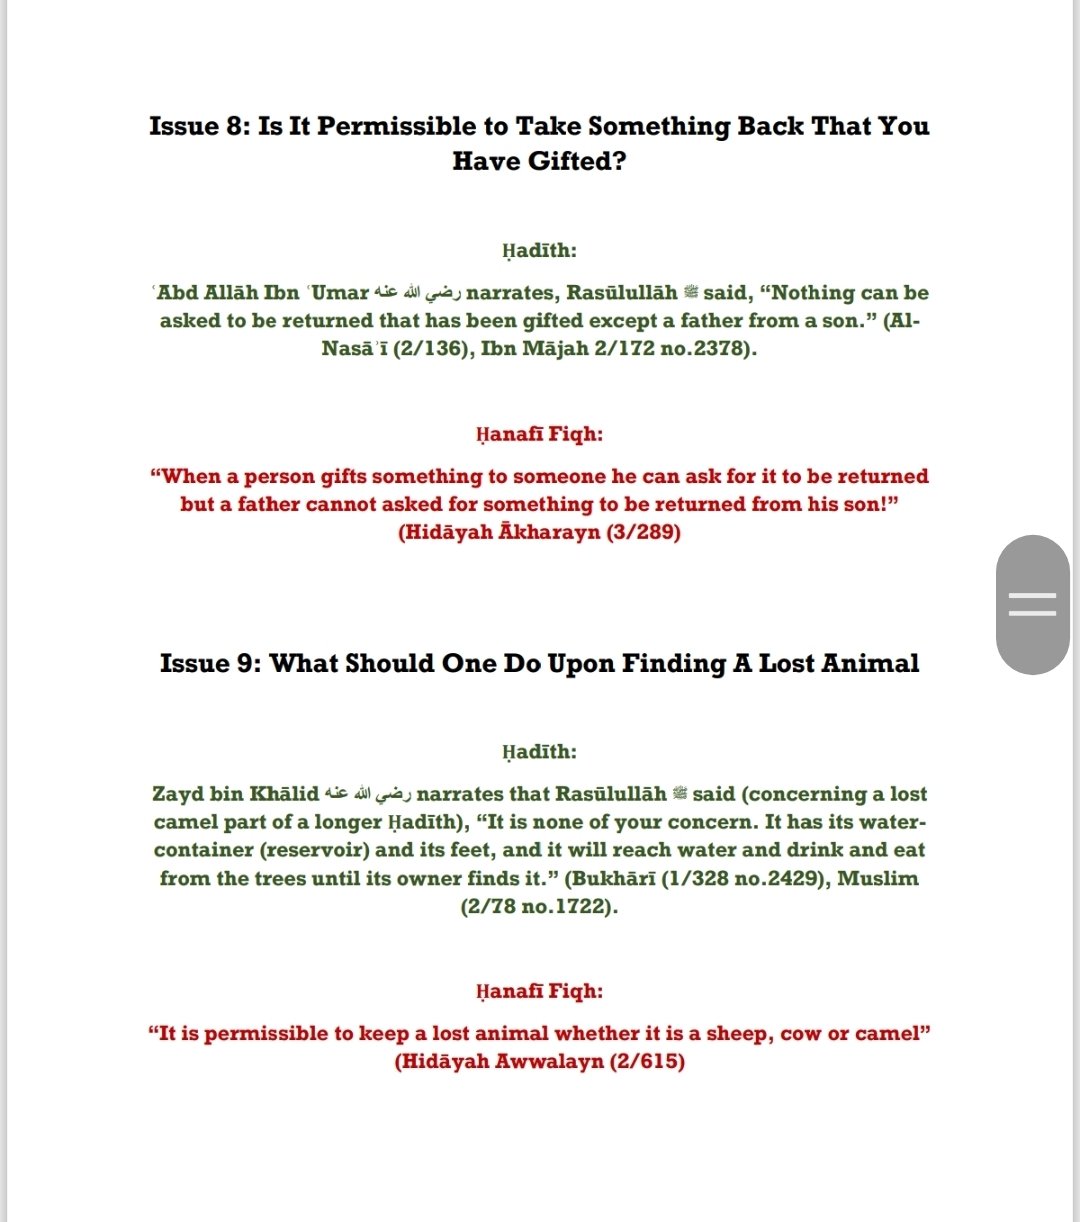 Issue 8: Is It Permissible to Take Something Back That You
Have Gifted?
Ḥadīth:
ʿAbd Allāh Ibn ʿUmar رضي الله عنه narrates, Rasūlullāh ﷺ said, “Nothing can be
asked to be returned that has been gifted except a father from a son.” (Al-
Nasāʾī (2/136), Ibn Mājah 2/172 no.2378).
Ḥanafī Fiqh:
“When a person gifts something to someone he can ask for it to be returned
but a father cannot asked for something to be returned from his son!”
(Hidāyah Ākharayn (3/289)
Issue 9: What Should One Do Upon Finding A Lost Animal
Ḥadīth:
Zayd bin Khālid رضي الله عنه narrates that Rasūlullāh ﷺ said (concerning a lost
camel part of a longer Ḥadīth), “It is none of your concern. It has its water-
container (reservoir) and its feet, and it will reach water and drink and eat
from the trees until its owner finds it.” (Bukhārī (1/328 no.2429), Muslim
(2/78 no.1722).
Ḥanafī Fiqh:
“It is permissible to keep a lost animal whether it is a sheep, cow or camel”
(Hidāyah Awwalayn (2/615)